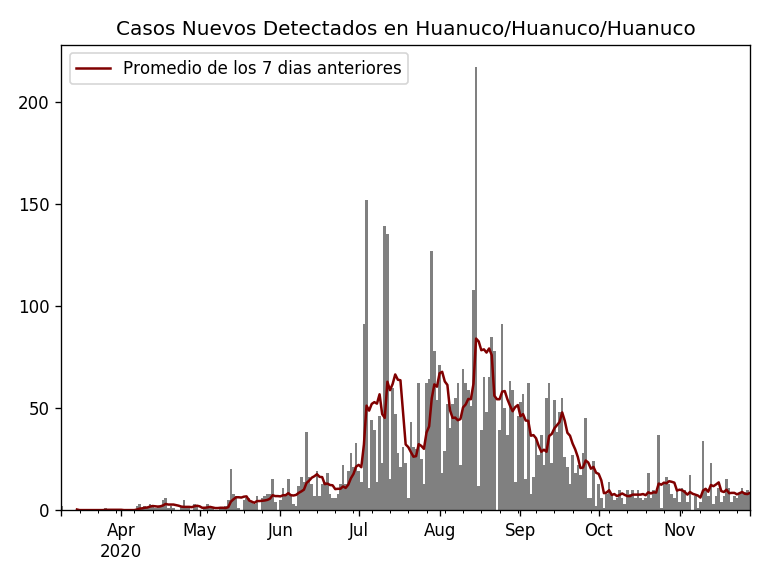 Casos Nuevos Detectados en Huanuco/Huanuco/Huanuco
Promedio de los 7 dias anteriores
200
150
100
50
0
Apr May Jun Jul Aug Sep Oct Nov
2020